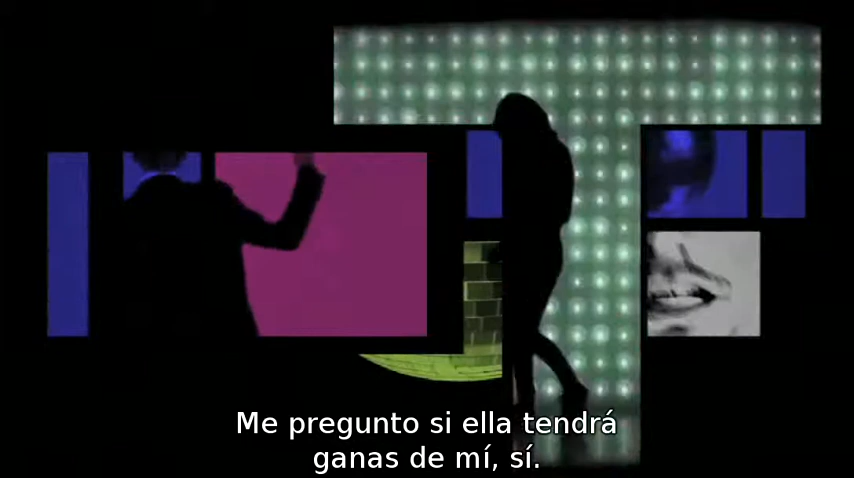 Me pregunto si ella tendrá
ganas de mí, sí.